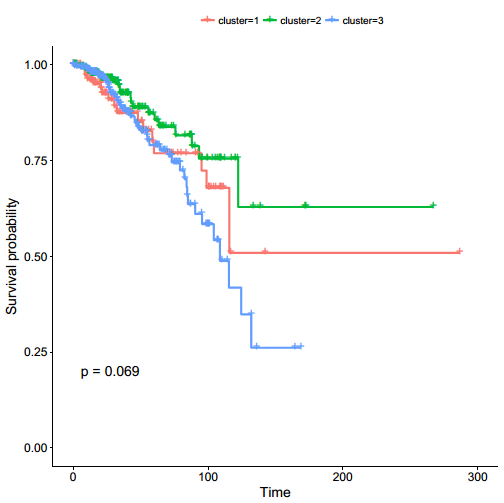 cluster=1 cluster=2 cluster=3
1.00
0.75
0.50
0.25
0.00
Survival probability
p = 0.069
0 100 200 300
Time